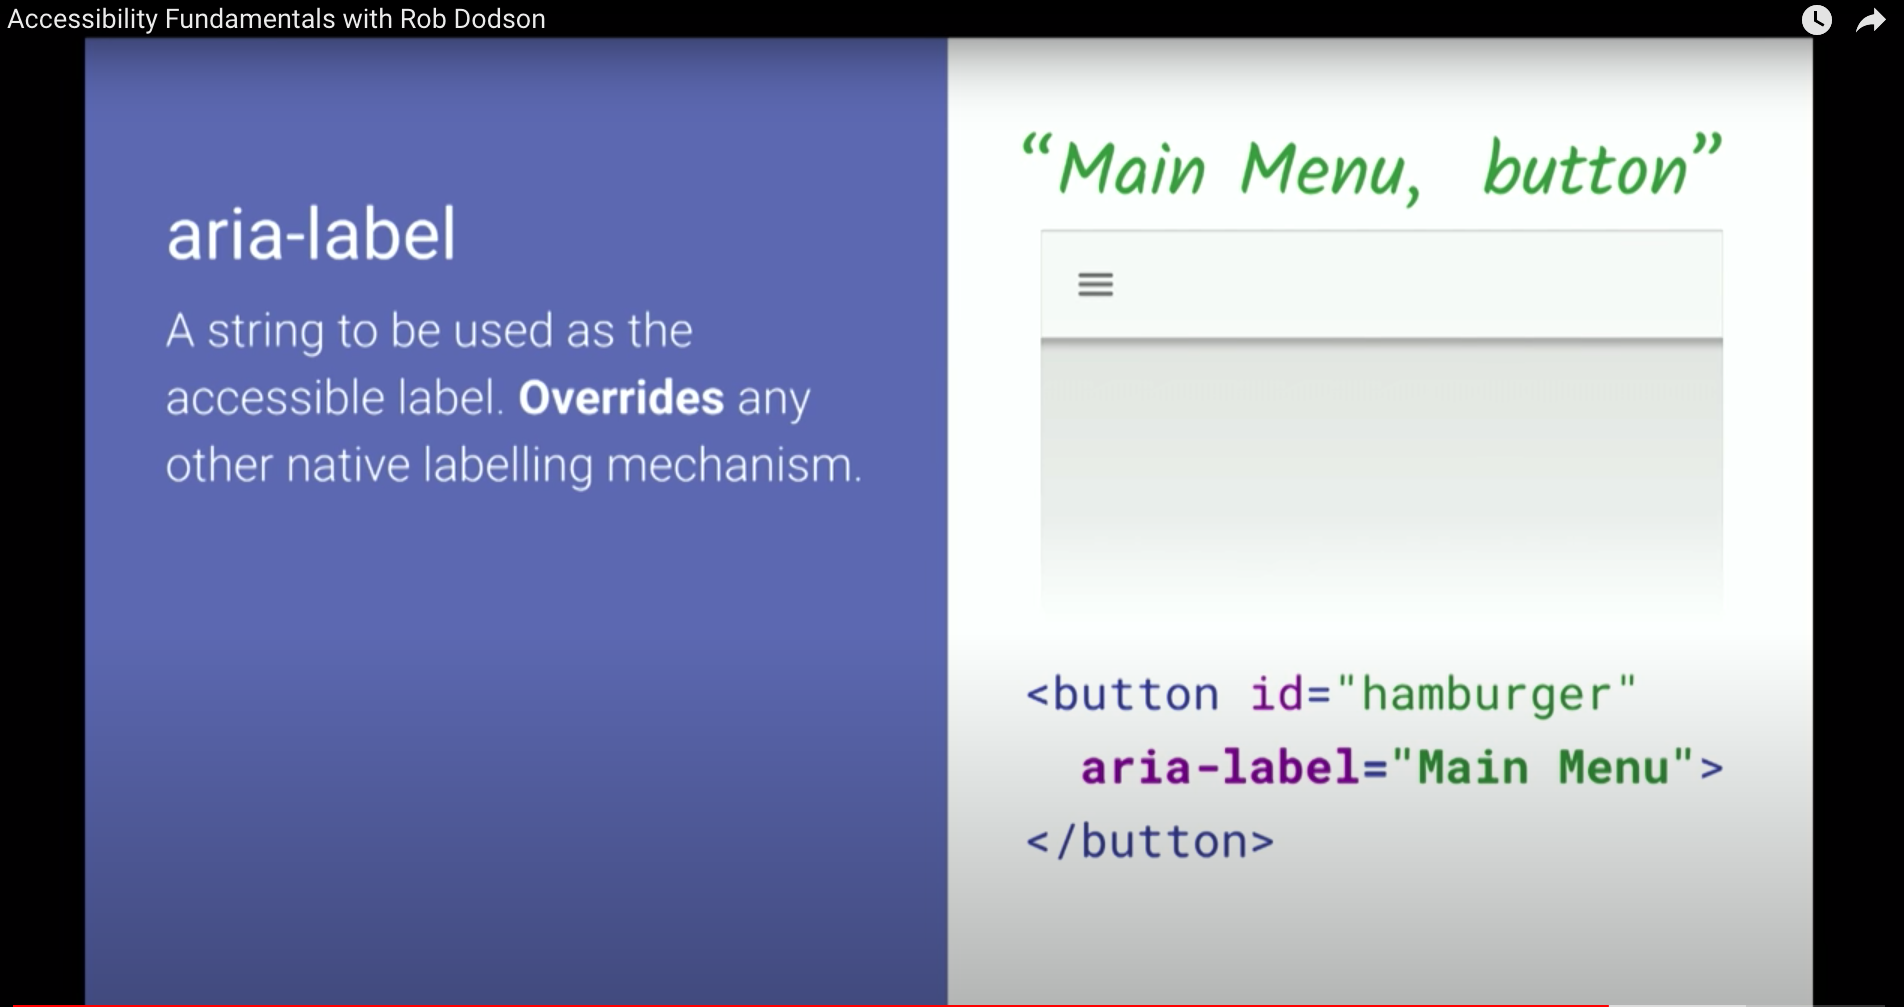 Accessibility Fundamentals with Rob Dodson
aria-label
A string to be used as the
accessible label. Overrides any
other native labelling mechanism.
“Main Menu, button”
<button id="hamburger"
aria-label="Main Menu">
</button>